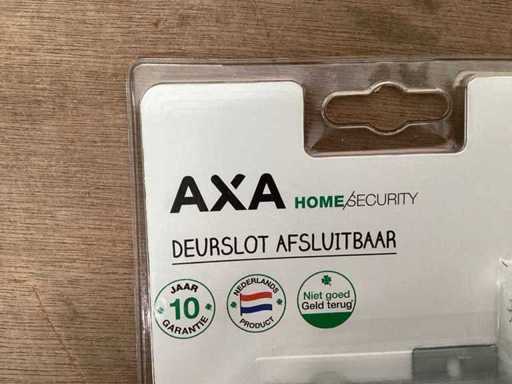 AXA HOME/SECURITY
DEURSLOT AFSLUITBAAR
JAAR
10
GARANTIE
NEDERLANDS
PRODUCT
Niet goed
Geld terug